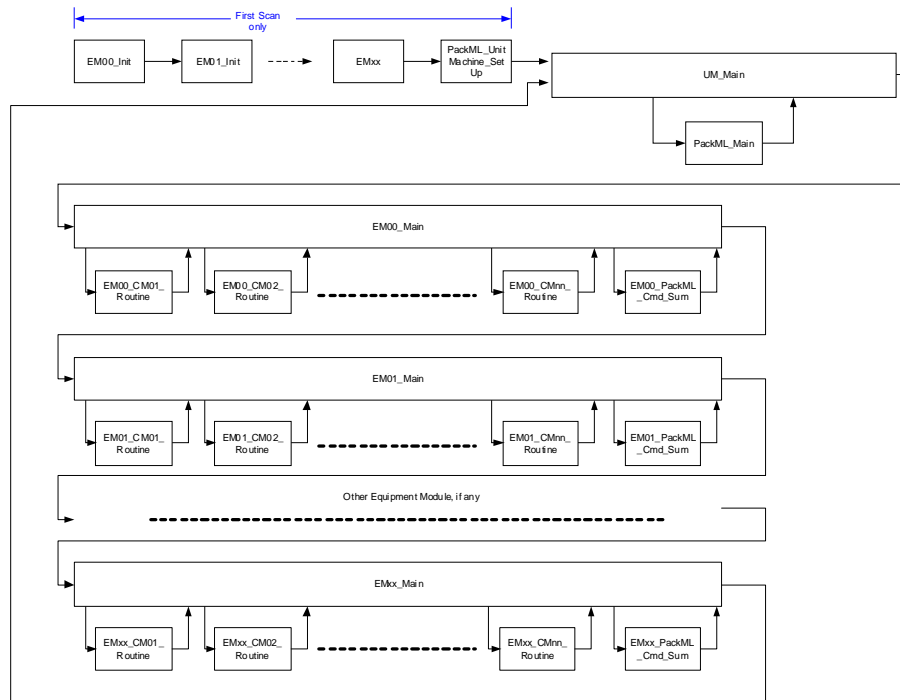 First Scan
only
EM00_Init
EM01_Init
EMxx
PackML_Unit
Machine_Set
Up
UM_Main
PackML_Main
EM00_Main
EM00_CM01_
Routine
EM00_CM02_
Routine
EM00_CMnn_
Routine
EM00_PackML
_Cmd_Sum
EM01_Main
EM01_CM01_
Routine
EM01_CM02_
Routine
EM01_CMnn_
Routine
EM01_PackML
_Cmd_Sum
Other Equipment Module, if any
EMxx_Main
EMxx_CM01_
Routine
EMxx_CM02_
Routine
EMxx_CMnn_
Routine
EMxx_PackML
_Cmd_Sum